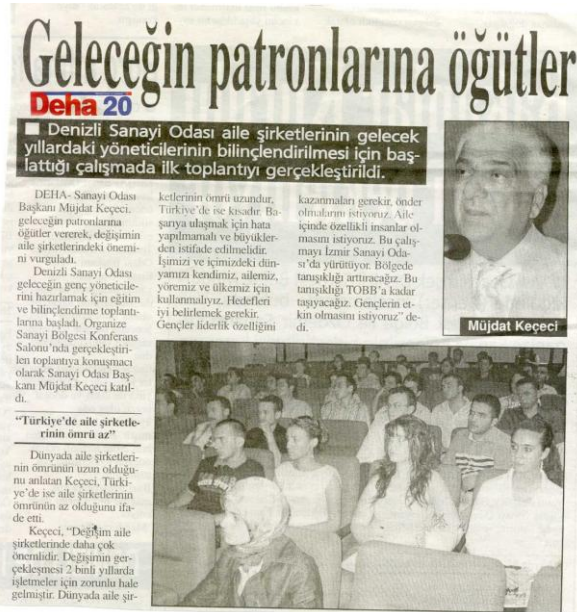 Geleceğin patronlarına öğütler
Deha 20
■ Denizli Sanayi Odası aile şirketlerinin gelecek
yıllardaki yöneticilerinin bilinçlendirilmesi için baş-
lattığı çalışmada ilk toplantıyı gerçekleştirildi.
DEHA- Sanayi Odası
Başkanı Müjdat Keçeci,
geleceğin patronlarına
öğütler vererek, değişimin
aile şirketlerindeki önemi-
ni vurguladı.
Denizli Sanayi Odası
geleceğin genç yöneticile-
rini hazırlamak için eğitim
ve bilinçlendirme toplantı-
larına başladı. Organize
Sanayi Bölgesi Konferans
Salonu'nda gerçekleştiri-
len toplantıya konuşmacı
olarak Sanayi Odası Baş-
kanı Müjdat Keçeci katıl-
dı.
"Türkiye'de aile şirketle-
rinin ömrü az"
Dünyada aile şirketleri-
nin ömrünün uzun olduğu-
nu anlatan Keçeci, Türki-
ye'de ise aile şirketlerinin
ömrünün az olduğunu ifa-
de etti.
Keçeci, "Değişim aile
şirketlerinde daha çok
önemlidir. Değişimin ger-
çekleşmesi 2 binli yıllarda
işletmeler için zorunlu hale
gelmiştir. Dünyada aile şir-
ketlerinin ömrü uzundur,
Türkiye'de ise kısadır. Ba-
şarıya ulaşmak için hata
yapılmamalı ve büyükler-
den istifade edilmelidir.
İşimizi ve içimizdeki dün-
yamızı kendimiz, ailemiz,
yöremiz ve ülkemiz için
kullanmalıyız. Hedefleri
iyi belirlemek gerekir.
Gençler liderlik özelliğini
kazanmaları gerekir, önder
olmalarını istiyoruz. Aile
içinde özellikli insanlar ol-
masını istiyoruz. Bu çalış-
mayı İzmir Sanayi Oda-
sı'da yürütüyor. Bölgede
tanışıklığı arttıracağız. Bu
tanışıklığı TOBB'a kadar
taşıyacağız. Gençlerin et-
kin olmasını istiyoruz" de-
di.
Müjdat Keçeci